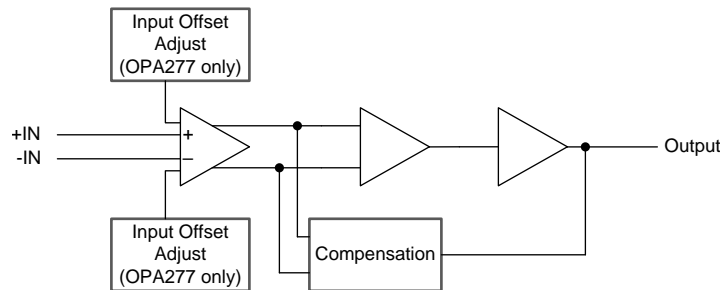 Input Offset
Adjust
(OPA277 only)
+IN
-IN
+
−
Output
Input Offset
Adjust
(OPA277 only)
Compensation